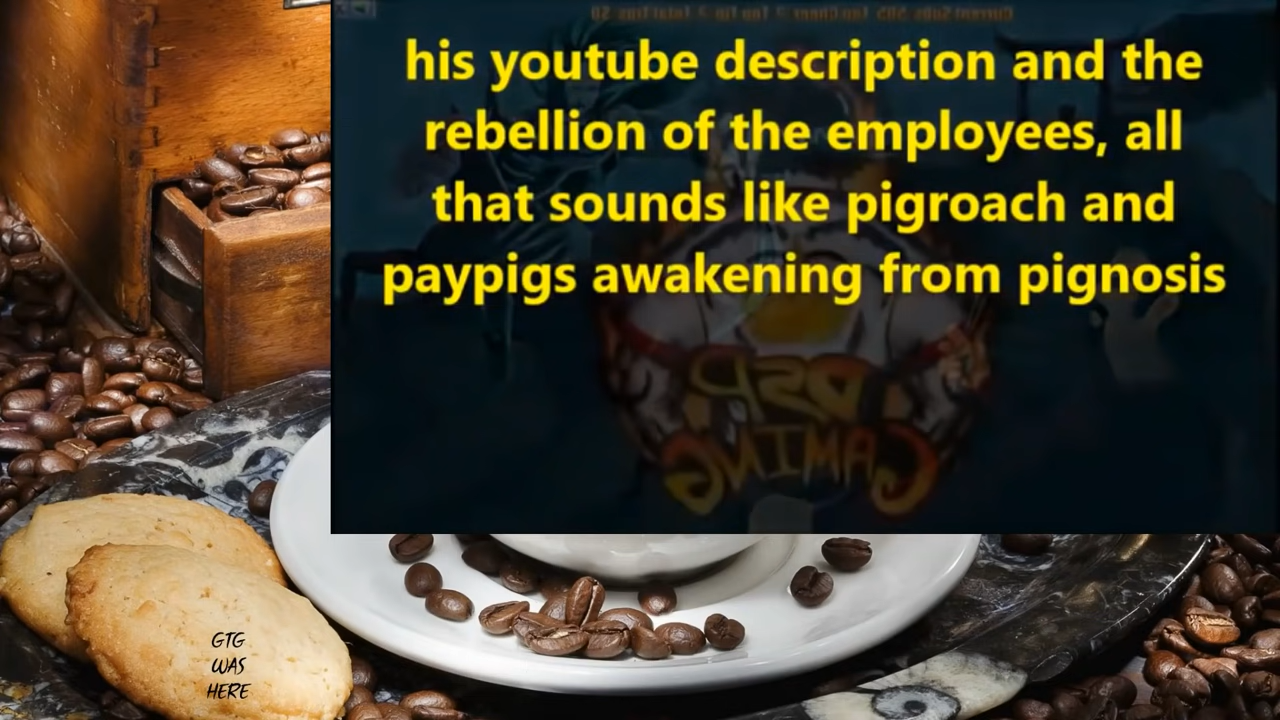 his youtube description and the
rebellion of the employees, all
that sounds like pigroach and
paypigs awakening from pignosis
DSP
GAMING
GTG
WAS
HERE